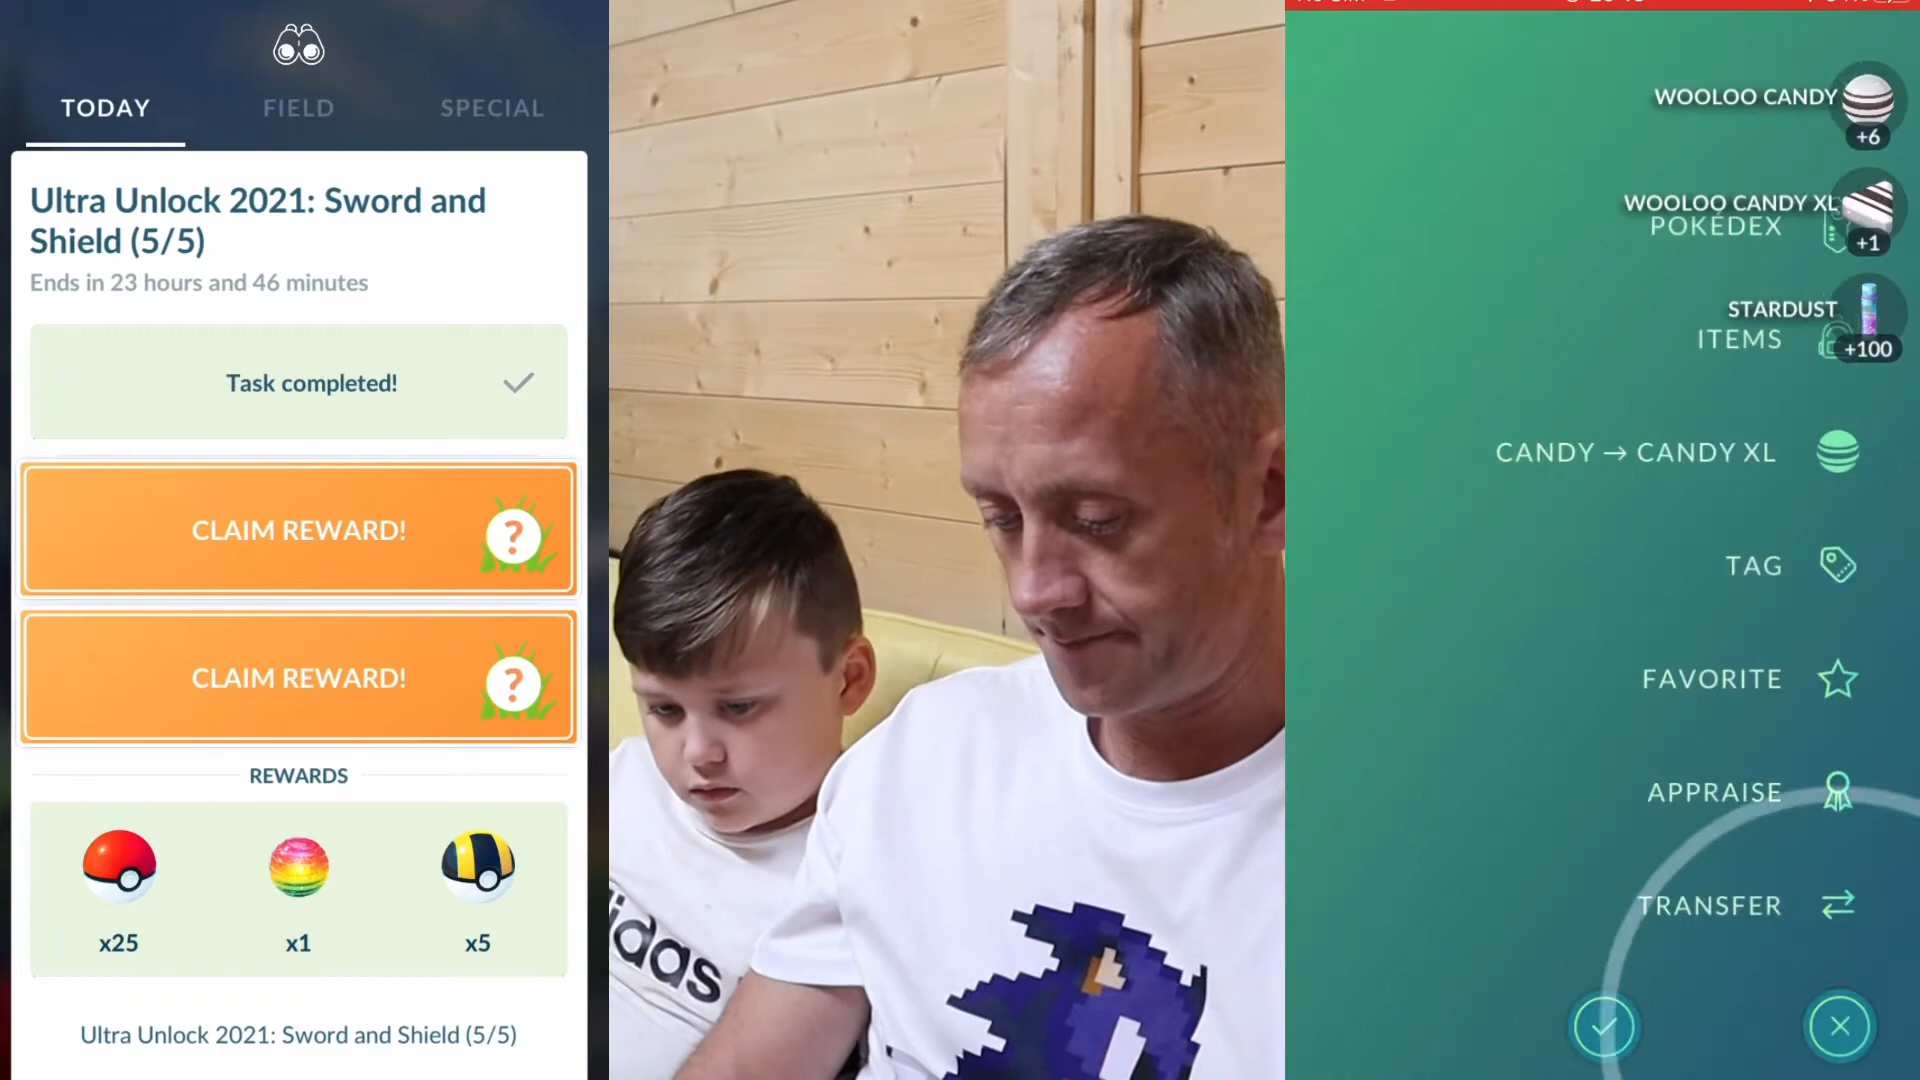 TODAY
FIELD
SPECIAL
Ultra Unlock 2021: Sword and
Shield (5/5)
Ends in 23 hours and 46 minutes
Task completed!
CLAIM REWARD!
?
CLAIM REWARD!
?
REWARDS
x25
x1
x5
Ultra Unlock 2021: Sword and Shield (5/5)
didas
WOOLOO CANDY
+6
WOOLOO CANDY XL
+1
POKÉDEX
STARDUST
+100
ITEMS
CANDY → CANDY XL
TAG
FAVORITE
APPRAISE
TRANSFER